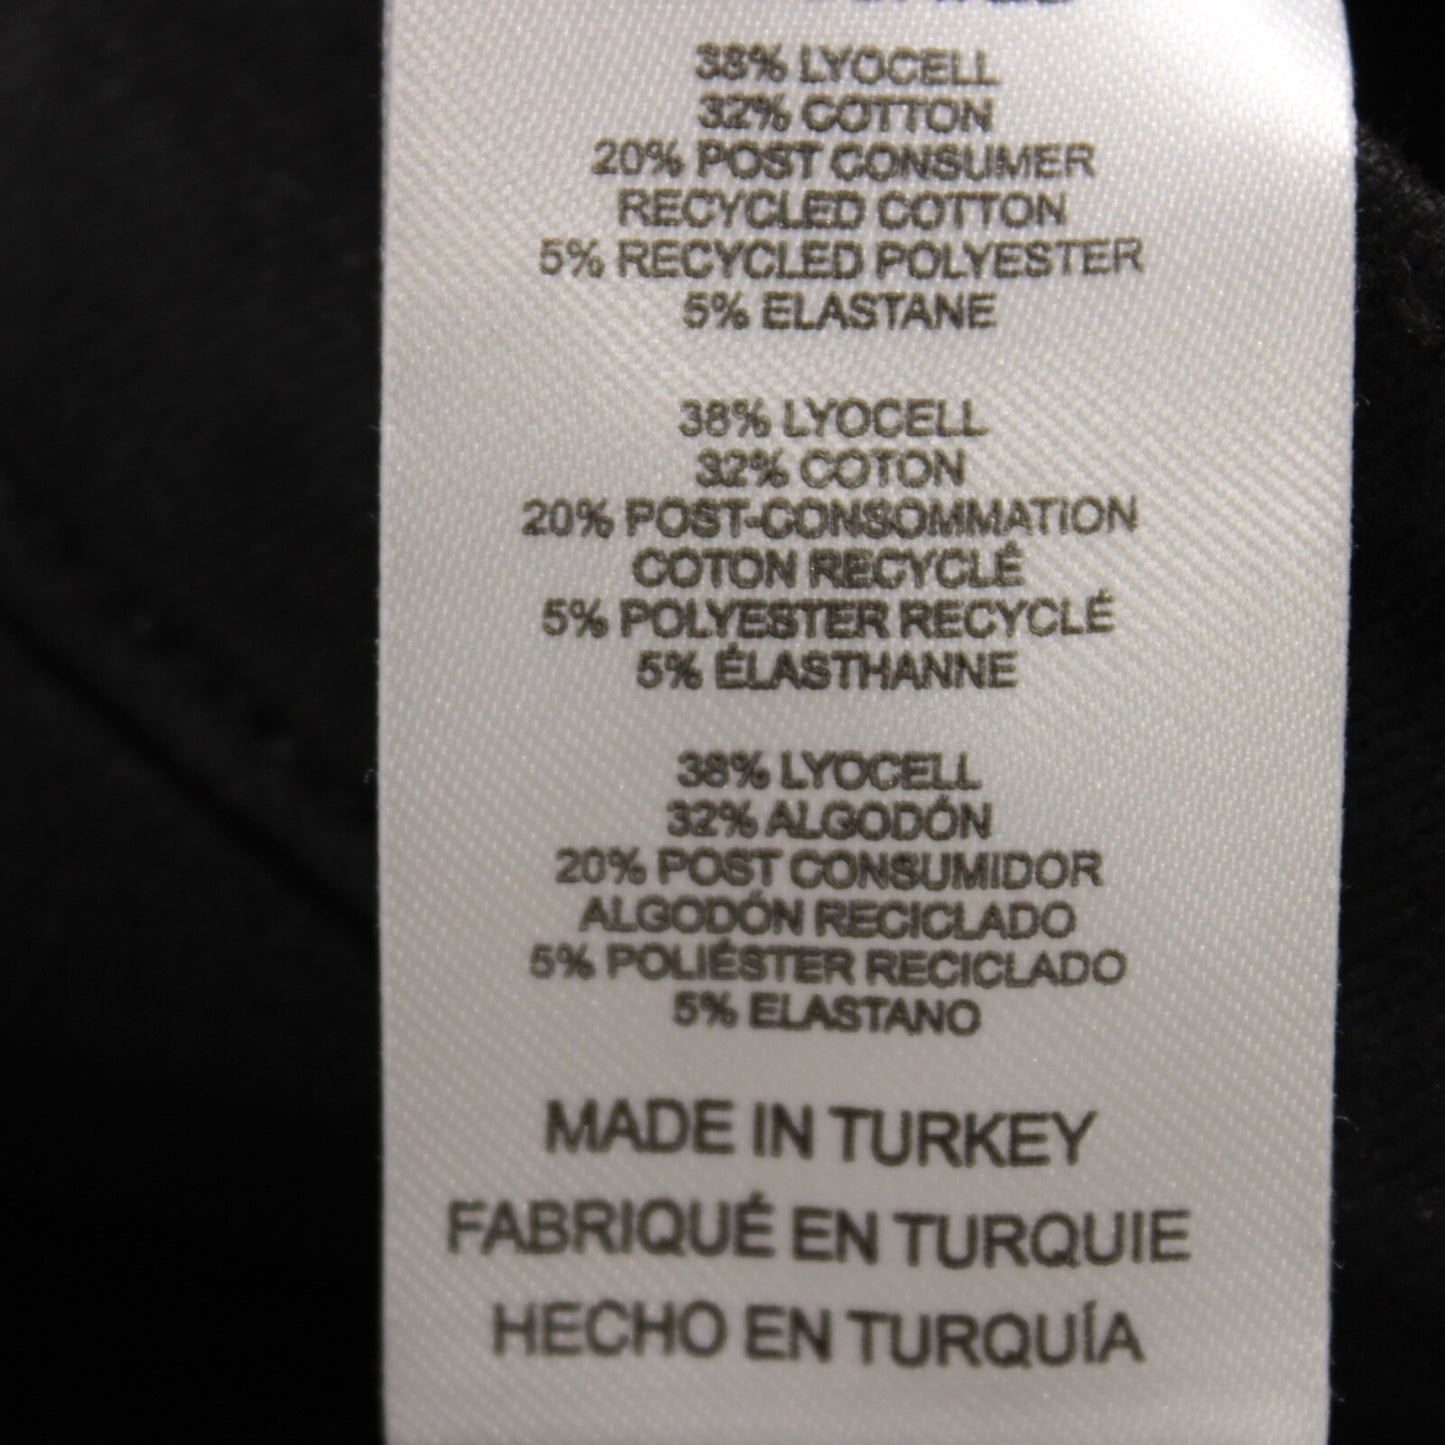 38% LYOCELL
32% COTTON
20% POST CONSUMER
RECYCLED COTTON
5% RECYCLED POLYESTER
5% ELASTANE
38% LYOCELL
32% COTON
20% POST-CONSOMMATION
COTON RECYCLÉ
5% POLYESTER RECYCLÉ
5% ÉLASTHANNE
38% LYOCELL
32% ALGODÓN
20% POST CONSUMIDOR
ALGODÓN RECICLADO
5% POLIÉSTER RECICLADO
5% ELASTANO
MADE IN TURKEY
FABRIQUÉ EN TURQUIE
HECHO EN TURQUÍA